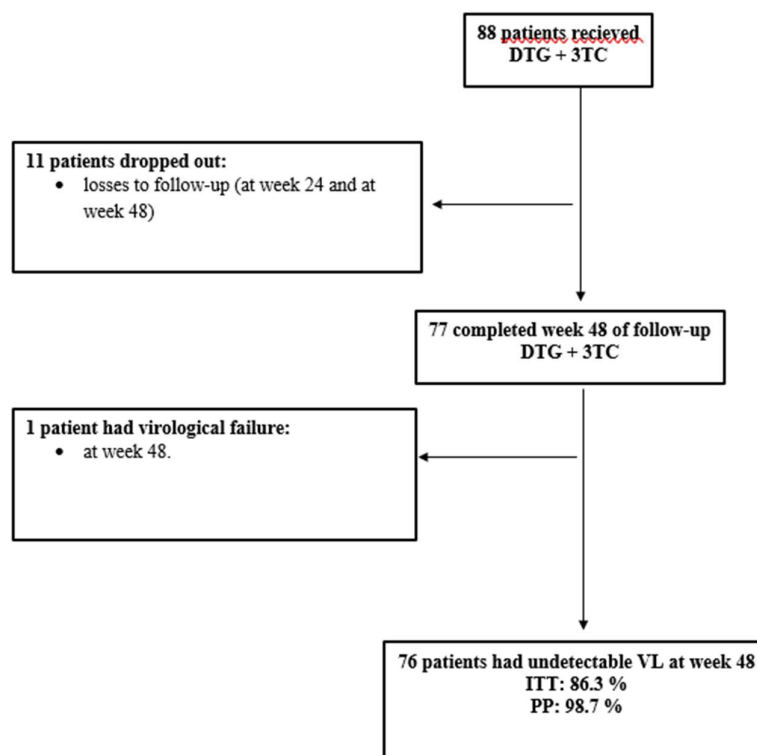 88 patients recieved
DTG + 3TC
11 patients dropped out:
• losses to follow-up (at week 24 and at
week 48)
77 completed week 48 of follow-up
DTG + 3TC
1 patient had virological failure:
• at week 48.
76 patients had undetectable VL at week 48
ITT: 86.3 %
PP: 98.7 %